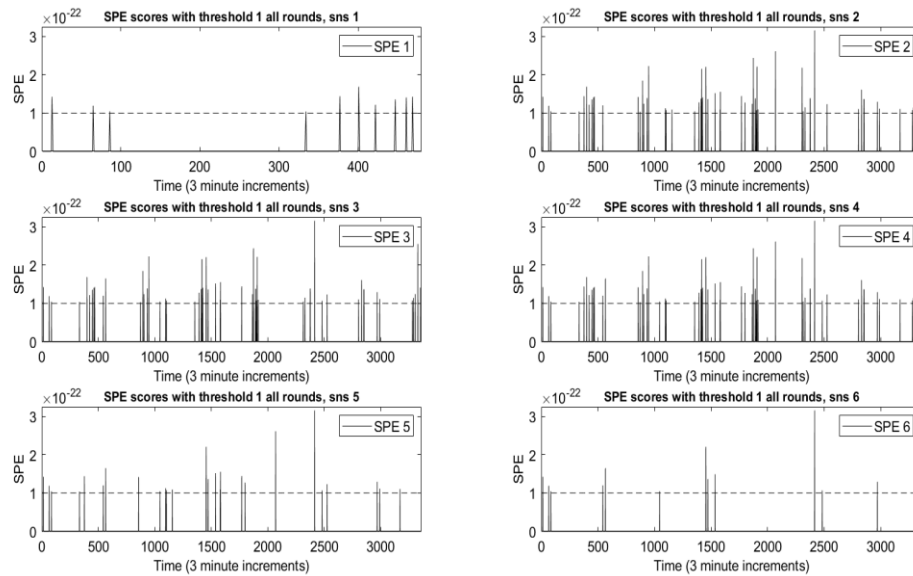 SPE scores with threshold 1 all rounds, sns 1
×10-22
3
2
1
0
SPE
SPE 1
0 100 200 300 400
Time (3 minute increments)
SPE scores with threshold 1 all rounds, sns 2
×10-22
3
2
1
0
SPE
SPE 2
0 500 1000 1500 2000 2500 3000
Time (3 minute increments)
SPE scores with threshold 1 all rounds, sns 3
×10-22
3
2
1
0
SPE
SPE 3
0 500 1000 1500 2000 2500 3000
Time (3 minute increments)
SPE scores with threshold 1 all rounds, sns 4
×10-22
3
2
1
0
SPE
SPE 4
0 500 1000 1500 2000 2500 3000
Time (3 minute increments)
SPE scores with threshold 1 all rounds, sns 5
×10-22
3
2
1
0
SPE
SPE 5
0 500 1000 1500 2000 2500 3000
Time (3 minute increments)
SPE scores with threshold 1 all rounds, sns 6
×10-22
3
2
1
0
SPE
SPE 6
0 500 1000 1500 2000 2500 3000
Time (3 minute increments)